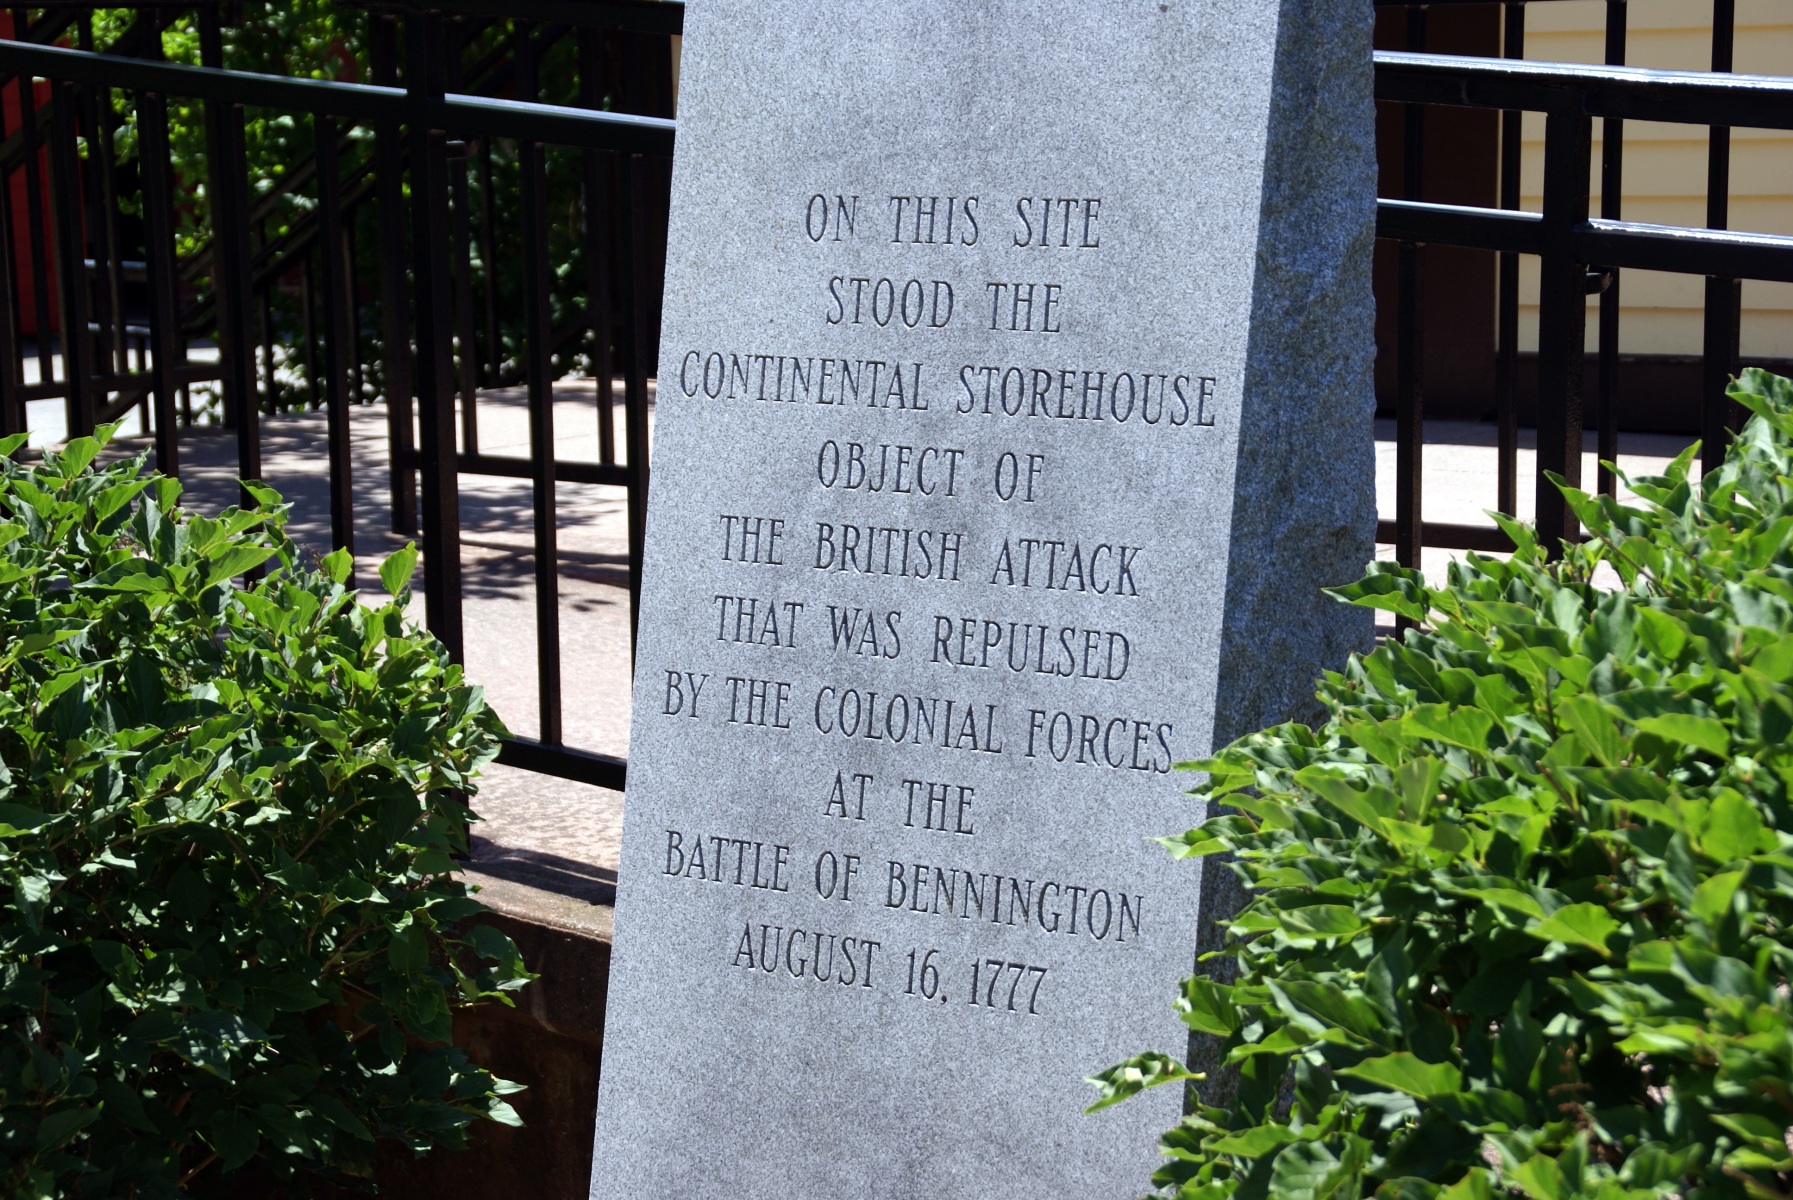 ON THIS SITE
STOOD THE
CONTINENTAL STOREHOUSE
OBJECT OF
THE BRITISH ATTACK
THAT WAS REPULSED
BY THE COLONIAL FORCES
AT THE
BATTLE OF BENNINGTON
AUGUST 16, 1777